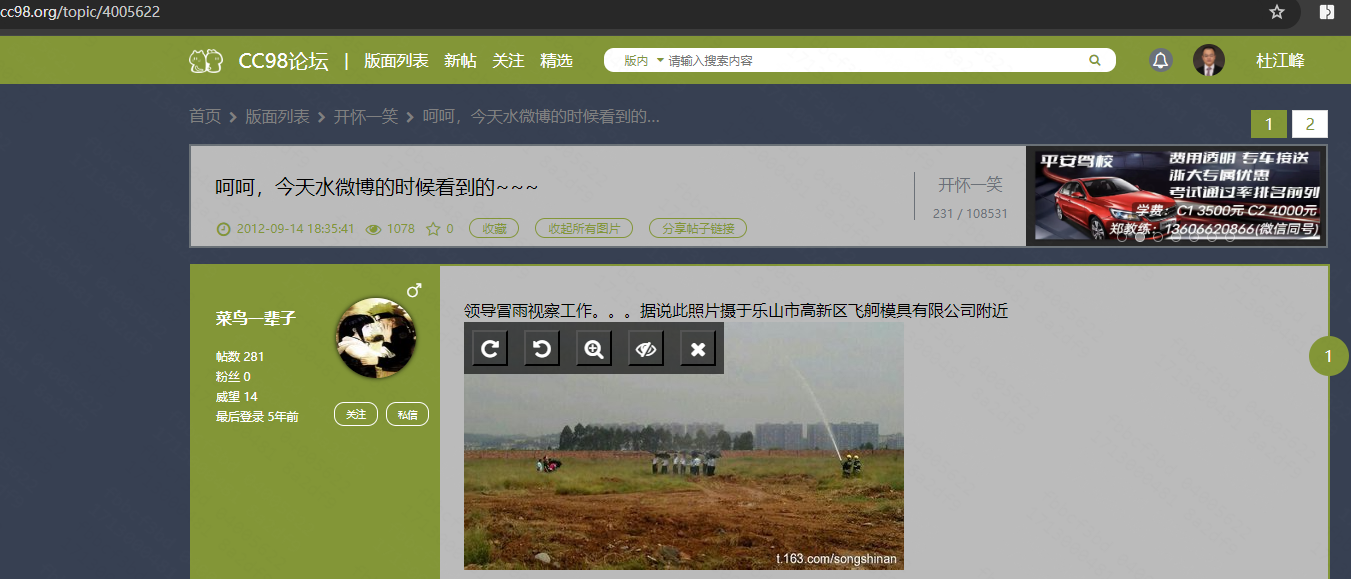 cc98.org/topic/4005622
CC98论坛 | 版面列表 新帖 关注 精选 版内 请输入搜索内容 杜江峰
首页 版面列表 开怀一笑 呵呵，今天水微博的时候看到的...
1 2
呵呵，今天水微博的时候看到的~~~
2012-09-14 18:35:41 1078 0 收藏 收起所有图片 分享帖子链接
开怀一笑
231 / 108531
平安驾校 费用透明 专车接送
浙大专属优惠
考试通过率排名前列
学费：C1 3500元 C2 4000元
郑教练：13606620866(微信同号)
菜鸟一辈子
帖数 281
粉丝 0
威望 14
最后登录 5年前
关注 私信
领导冒雨视察工作。。。据说此照片摄于乐山市高新区飞舸模具有限公司附近
t.163.com/songshinan
1